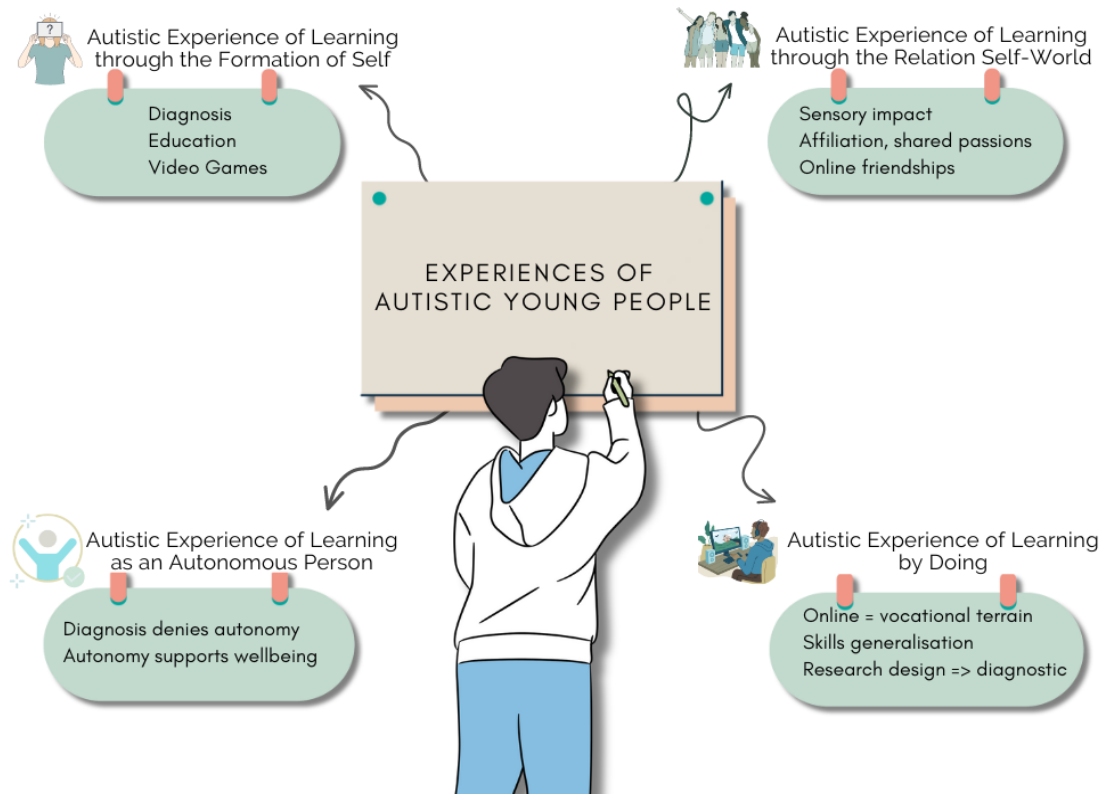 ?
Autistic Experience of Learning
through the Formation of Self
Diagnosis
Education
Video Games
Autistic Experience of Learning
through the Relation Self-World
Sensory impact
Affiliation, shared passions
Online friendships
EXPERIENCES OF
AUTISTIC YOUNG PEOPLE
Autistic Experience of Learning
as an Autonomous Person
Diagnosis denies autonomy
Autonomy supports wellbeing
Autistic Experience of Learning
by Doing
Online = vocational terrain
Skills generalisation
Research design => diagnostic